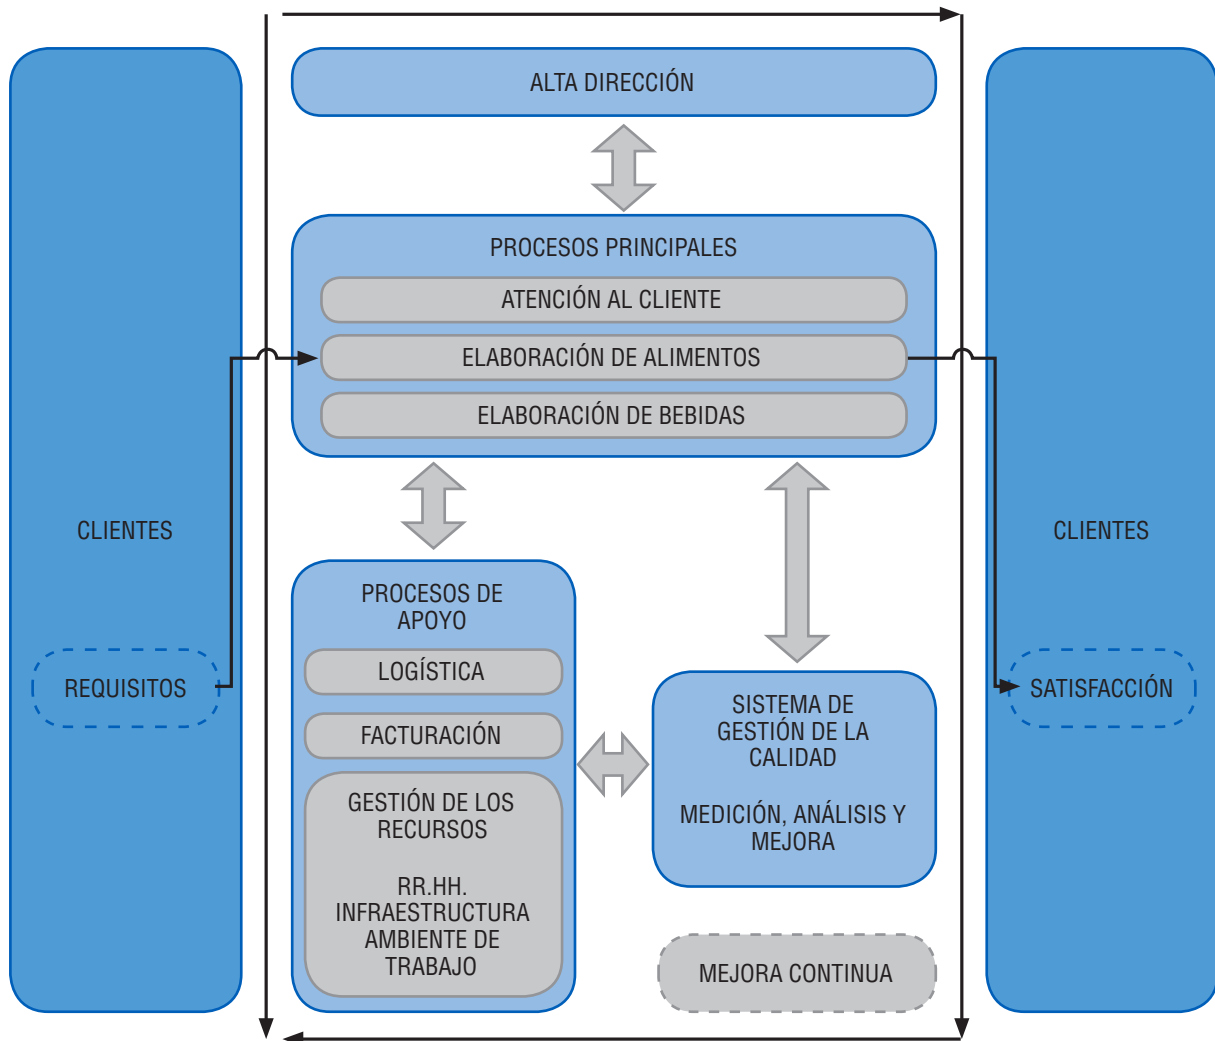 ALTA DIRECCIÓN
PROCESOS PRINCIPALES
ATENCIÓN AL CLIENTE
ELABORACIÓN DE ALIMENTOS
ELABORACIÓN DE BEBIDAS
CLIENTES
REQUISITOS
PROCESOS DE
APOYO
LOGÍSTICA
FACTURACIÓN
GESTIÓN DE LOS
RECURSOS
RR.HH.
INFRAESTRUCTURA
AMBIENTE DE
TRABAJO
SISTEMA DE
GESTIÓN DE LA
CALIDAD
MEDICIÓN, ANÁLISIS Y
MEJORA
MEJORA CONTINUA
CLIENTES
SATISFACCIÓN